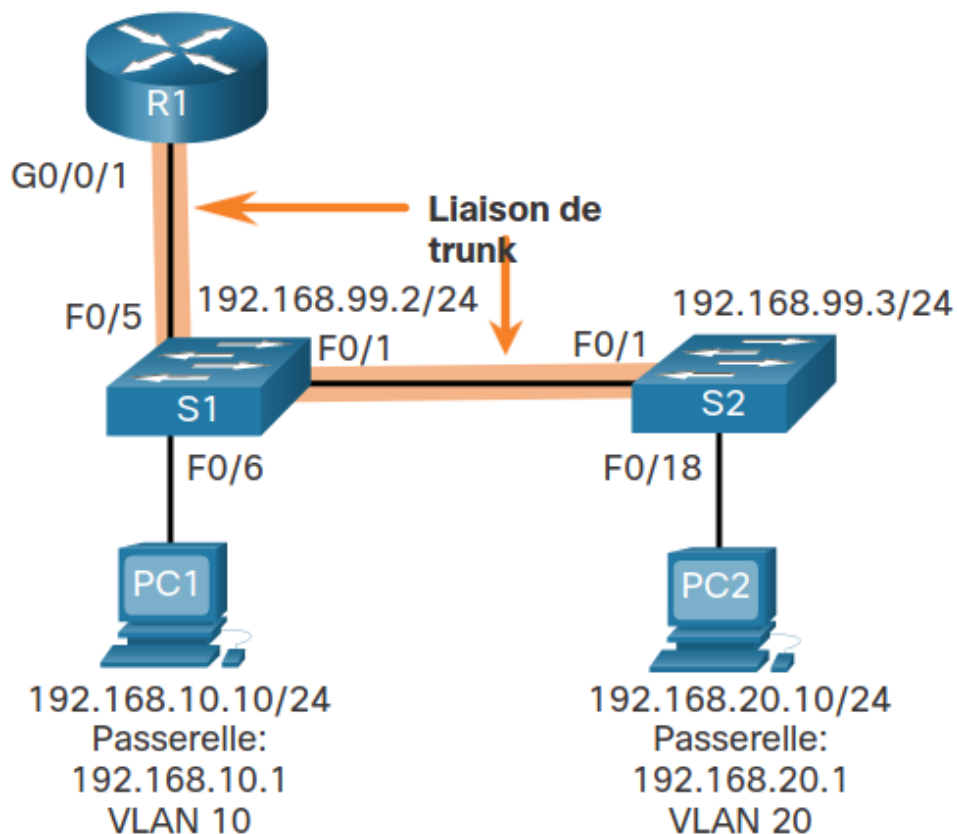 R1
G0/0/1
Liaison de
trunk
192.168.99.2/24
192.168.99.3/24
F0/5
F0/1
F0/1
S1
S2
F0/6
F0/18
PC1
PC2
192.168.10.10/24
Passerelle:
192.168.10.1
VLAN 10
192.168.20.10/24
Passerelle:
192.168.20.1
VLAN 20